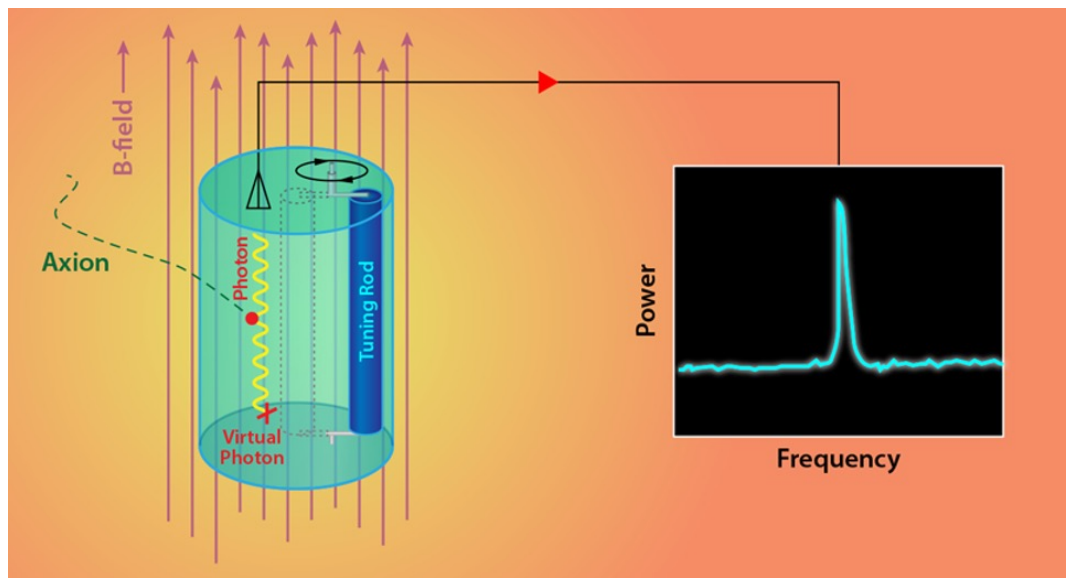 B-field
Axion
Photon
Tuning Rod
Virtual
Photon
Power
Frequency